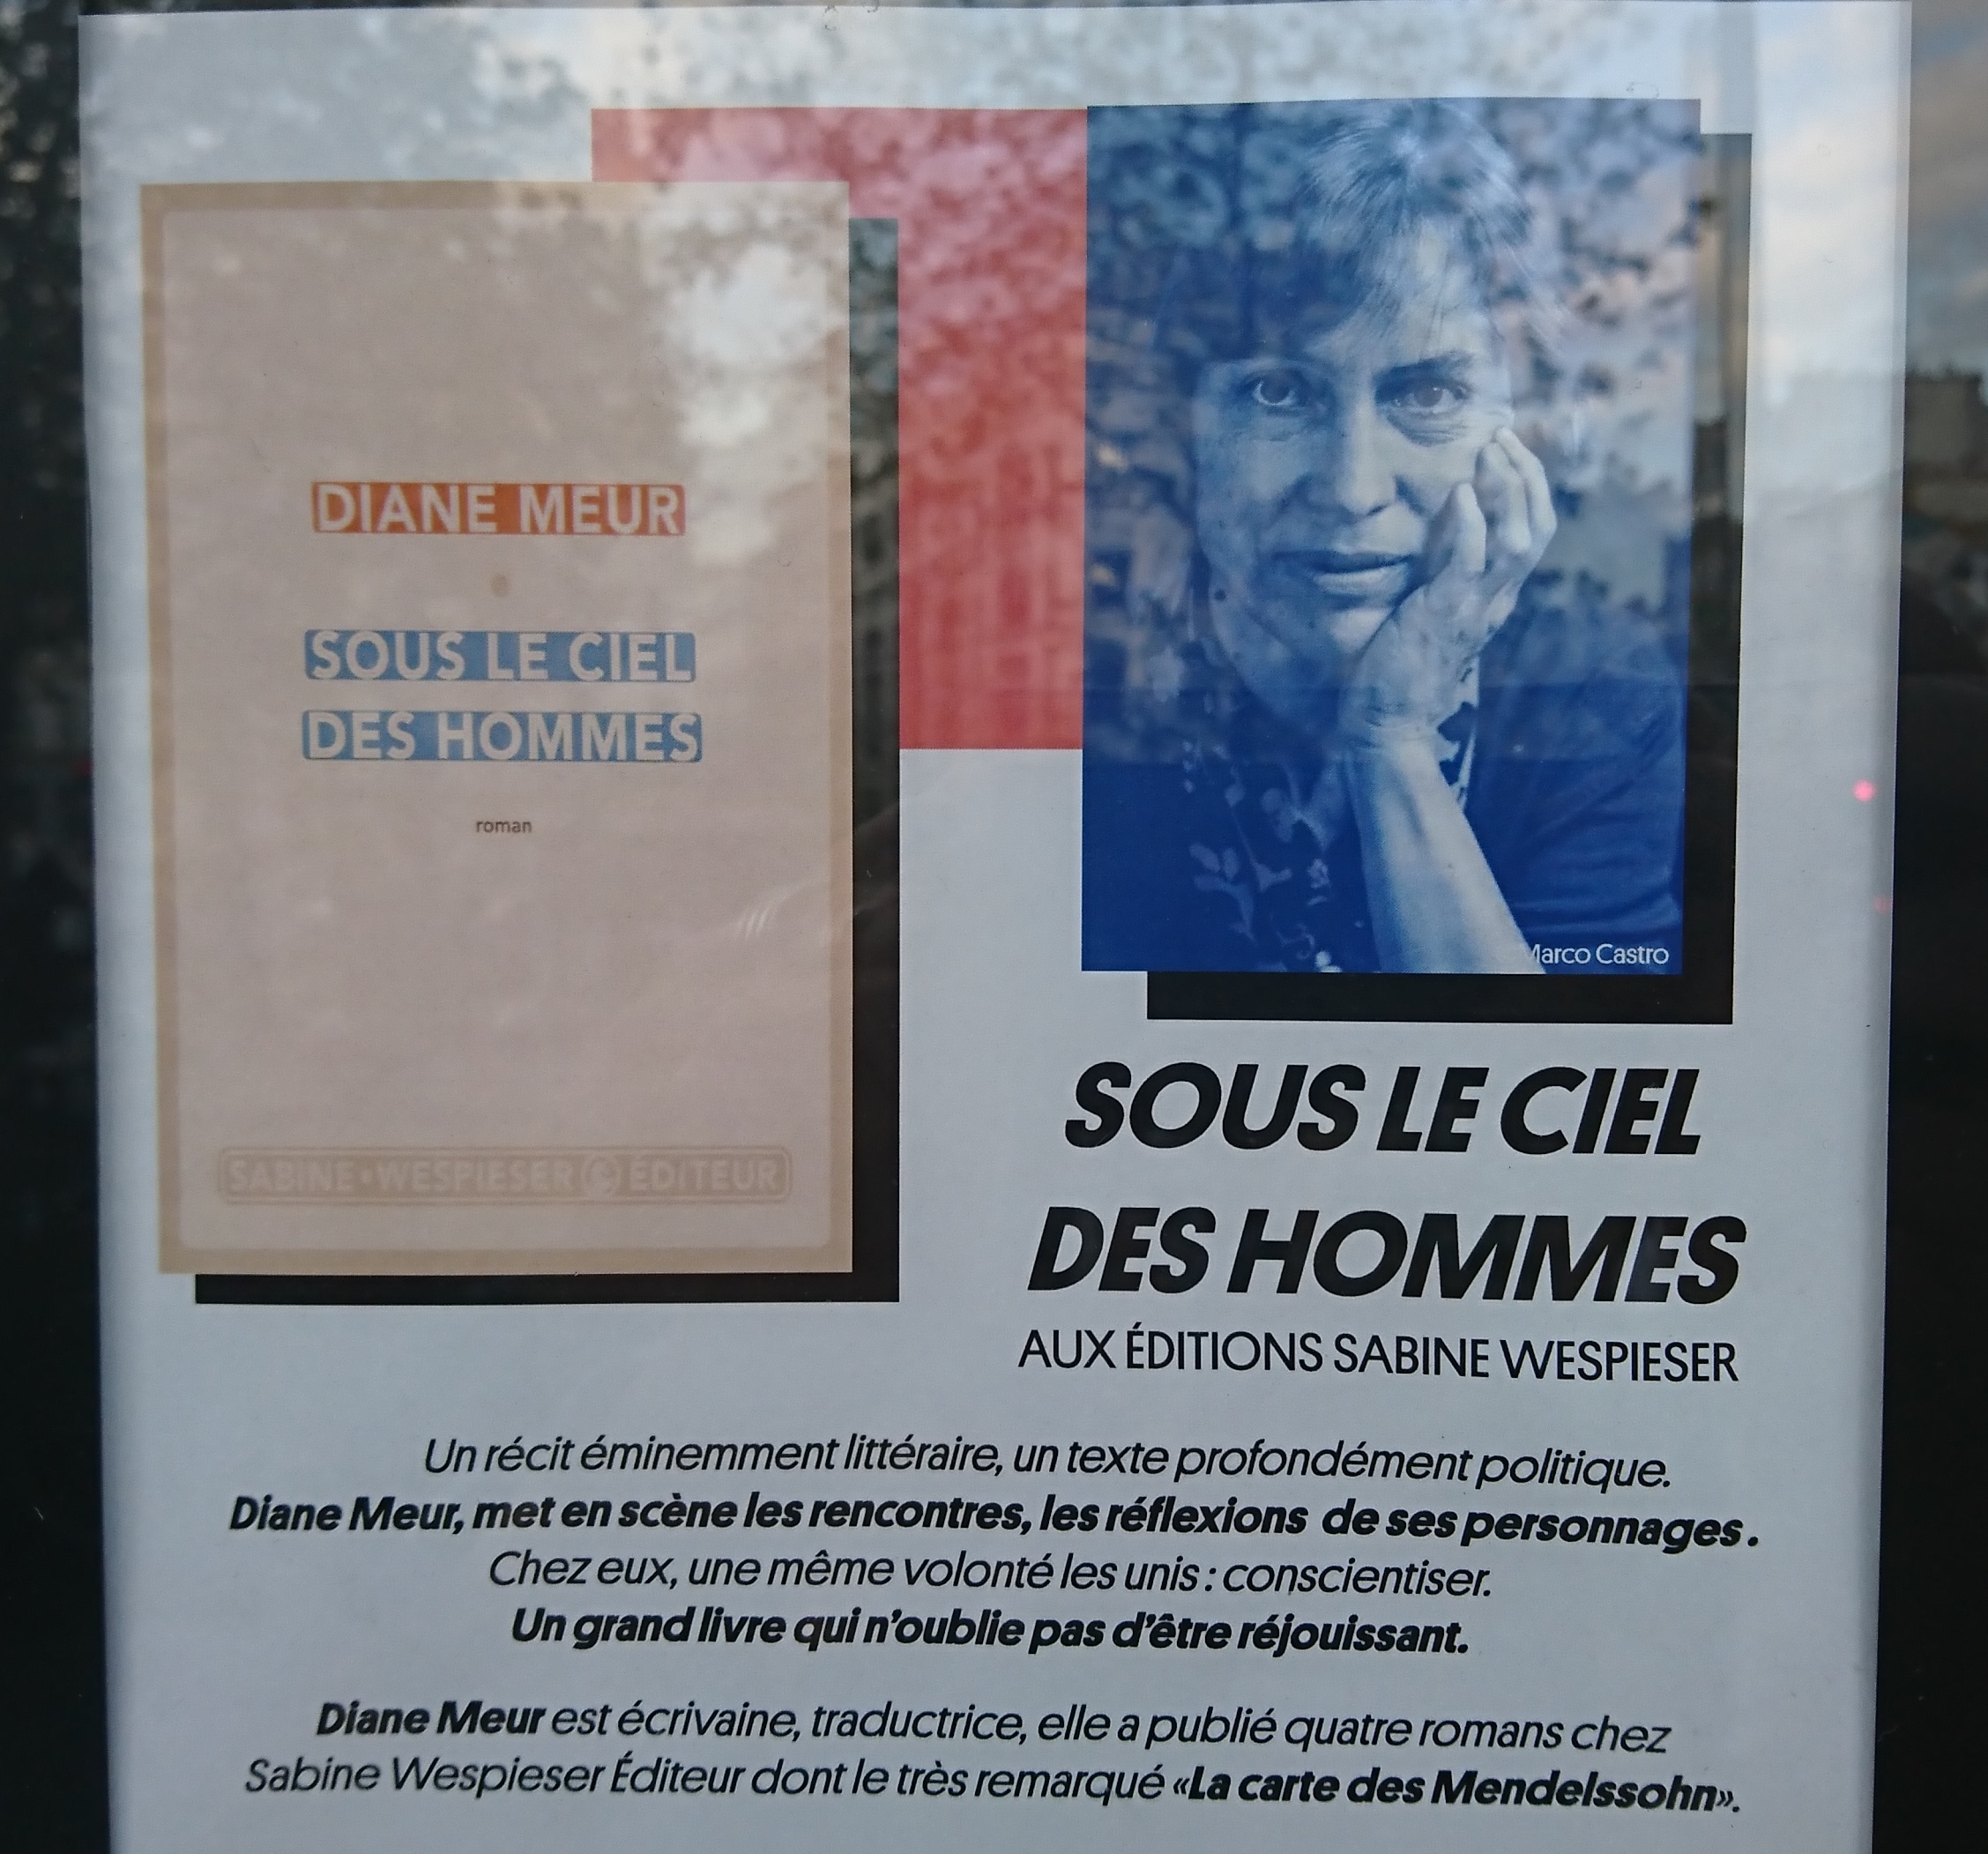 DIANE MEUR
SOUS LE CIEL
DES HOMMES
roman
SABINE•WESPIESER ÉDITEUR
Marco Castro
SOUS LE CIEL
DES HOMMES
AUX ÉDITIONS SABINE WESPIESER
Un récit éminemment littéraire, un texte profondément politique.
Diane Meur, met en scène les rencontres, les réflexions de ses personnages.
Chez eux, une même volonté les unis : conscientiser.
Un grand livre qui n'oublie pas d'être réjouissant.
Diane Meur est écrivaine, traductrice, elle a publié quatre romans chez
Sabine Wespieser Éditeur dont le très remarqué «La carte des Mendelssohn».